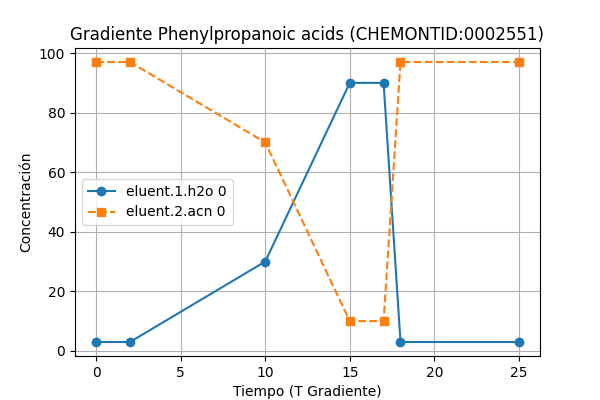 Gradiente Phenylpropanoic acids (CHEMONTID:0002551)
100
80
60
40
20
0
Concentración
eluent.1.h2o 0
eluent.2.acn 0
0 5 10 15 20 25
Tiempo (T Gradiente)